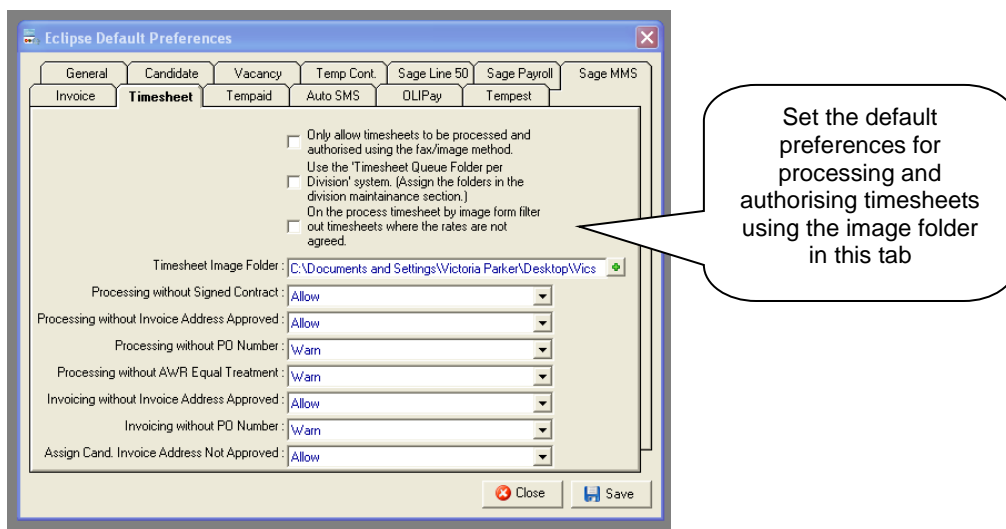 Eclipse Default Preferences
General Candidate Vacancy Temp Cont. Sage Line 50 Sage Payroll Sage MMS
Invoice Timesheet Tempaid Auto SMS OLIPay Tempest
Only allow timesheets to be processed and
authorised using the fax/image method.
Use the 'Timesheet Queue Folder per
Division' system. (Assign the folders in the
division maintainance section.)
On the process timesheet by image form filter
out timesheets where the rates are not
agreed.
Timesheet Image Folder : C:\Documents and Settings\Victoria Parker\Desktop\Vics
Processing without Signed Contract : Allow
Processing without Invoice Address Approved : Allow
Processing without PO Number : Warn
Processing without AWR Equal Treatment : Warn
Invoicing without Invoice Address Approved : Allow
Invoicing without PO Number : Warn
Assign Cand. Invoice Address Not Approved : Allow
Close Save
Set the default
preferences for
processing and
authorising timesheets
using the image folder
in this tab